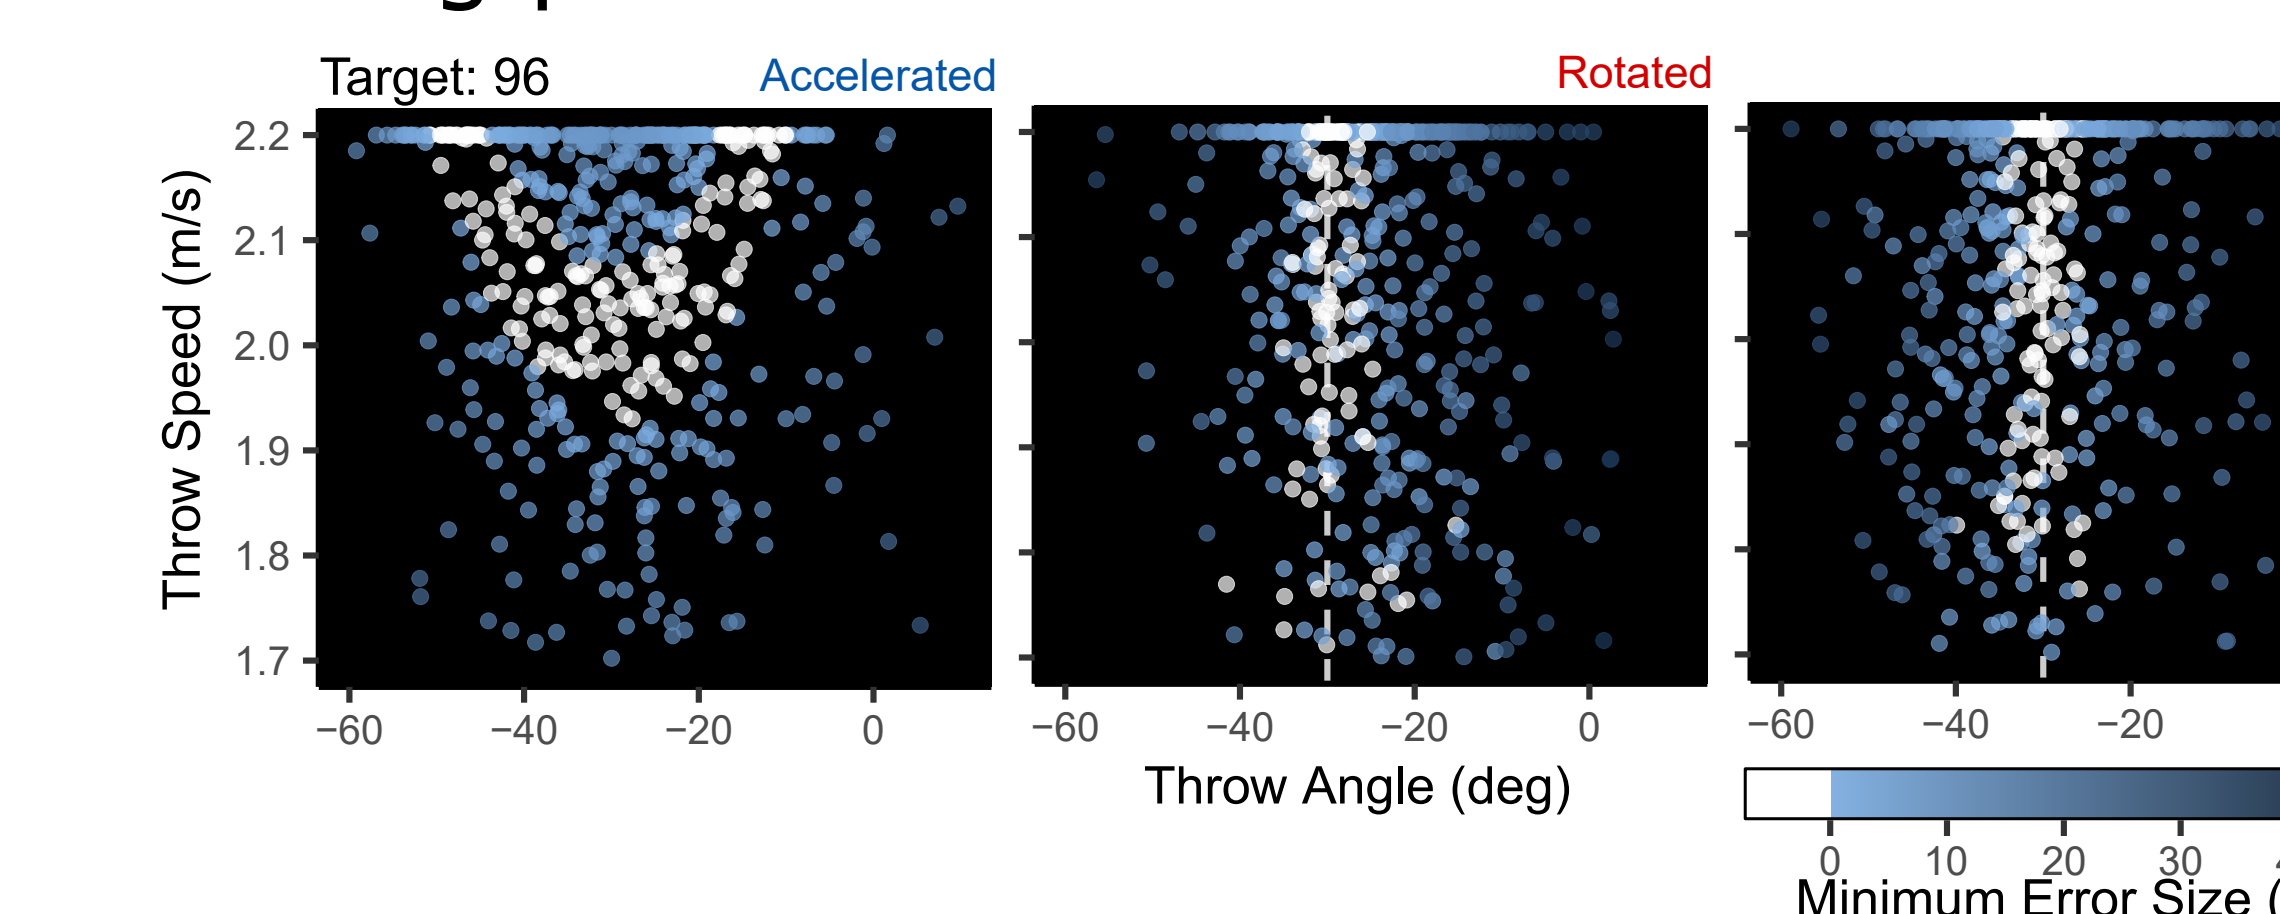 Target: 96
Accelerated
Rotated
Throw Speed (m/s)
2.2
2.1
2.0
1.9
1.8
1.7
−60 −40 −20 0
−60 −40 −20 0
−60 −40 −20
Throw Angle (deg)
0 10 20 30
Minimum Error Size (